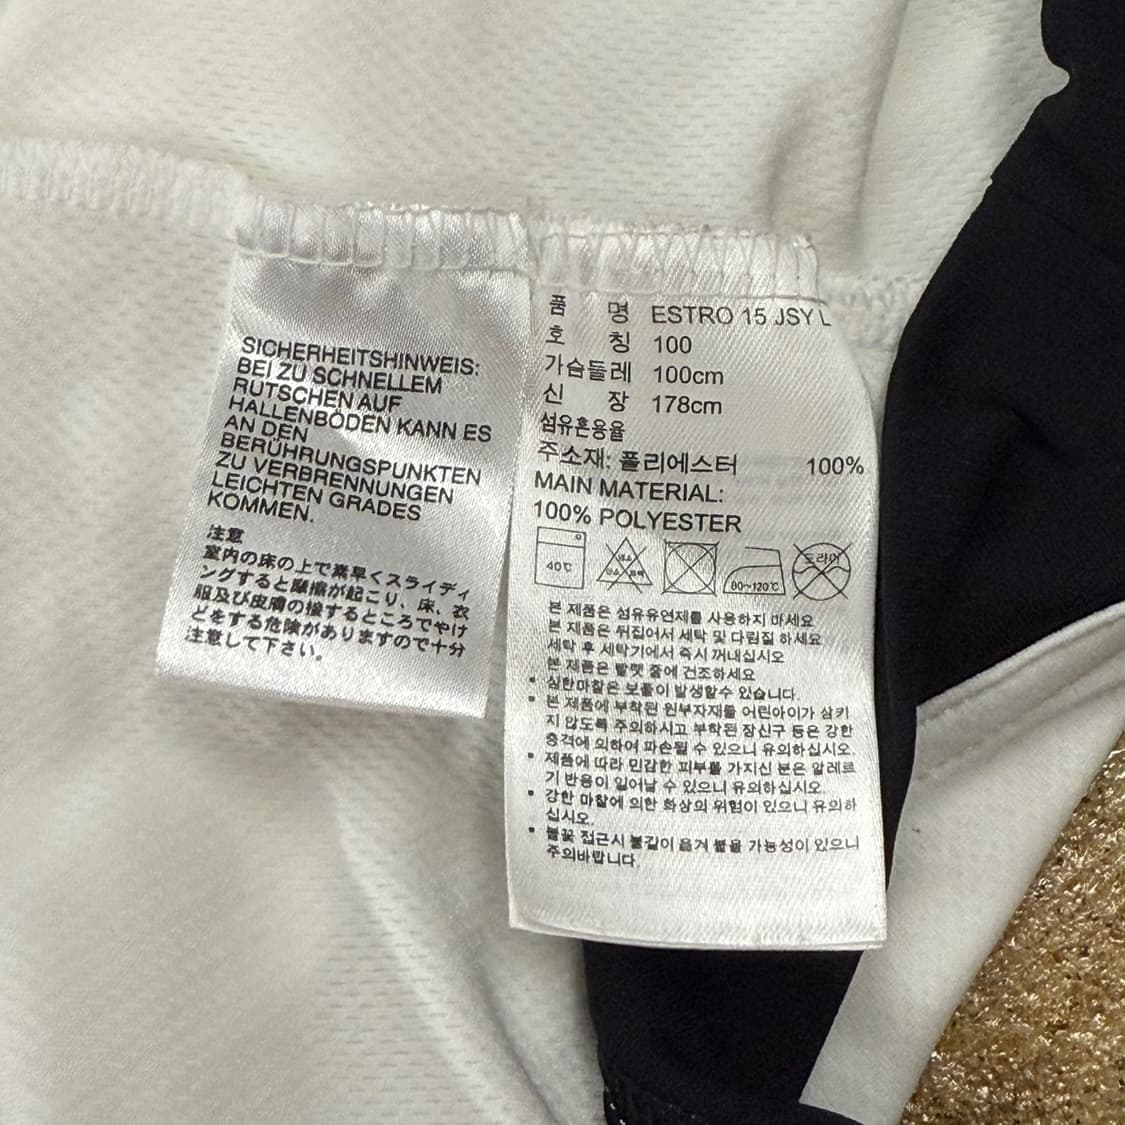 SICHERHEITSHINWEIS:
BEI ZU SCHNELLEM
RUTSCHEN AUF
HALLENBÖDEN KANN ES
AN DEN
BERÜHRUNGSPUNKTEN
ZU VERBRENNUNGEN
LEICHTEN GRADES
KOMMEN.
注意
室内の床の上で素早くスライディ
ングすると摩擦が起こり、床、衣
服及び皮膚の接するところでやけ
どをする危険がありますので十分
注意して下さい。
품 명 ESTRO 15 JSY L
호 칭 100
가슴둘레 100cm
신 장 178cm
섬유혼용율
주소재: 폴리에스터 100%
MAIN MATERIAL:
100% POLYESTER
40℃ 80~120℃ 드라이
본 제품은 섬유유연제를 사용하지 마세요
본 제품은 뒤집어서 세탁 및 다림질 하세요
세탁 후 세탁기에서 즉시 꺼내십시오
본 제품은 발랫 줄에 건조하세요
• 심한마찰은 보풀이 발생할수 있습니다.
• 본 제품에 부착된 원부자재를 어린아이가 삼키
지 않도록 주의하시고 부착된 장신구 등은 강한
충격에 의하여 파손될 수 있으니 유의하십시오.
• 제품에 따라 민감한 피부를 가지신 분은 알레르
기 반응이 일어날 수 있으니 유의하십시오.
• 강한 마찰에 의한 화상의 위험이 있으니 유의하
십시오.
• 불꽃 접근시 불길이 옮겨 붙을 가능성이 있으니
주의바랍니다.